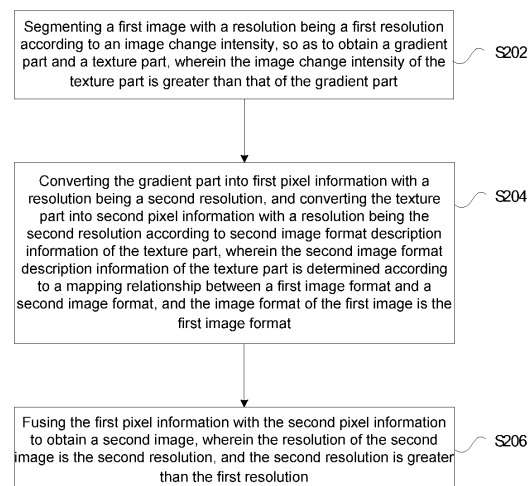 Segmenting a first image with a resolution being a first resolution
according to an image change intensity, so as to obtain a gradient
part and a texture part, wherein the image change intensity of the
texture part is greater than that of the gradient part
S202
Converting the gradient part into first pixel information with a
resolution being a second resolution, and converting the texture
part into second pixel information with a resolution being the
second resolution according to second image format description
information of the texture part, wherein the second image format
description information of the texture part is determined according
to a mapping relationship between a first image format and a
second image format, and the image format of the first image is the
first image format
S204
Fusing the first pixel information with the second pixel information
to obtain a second image, wherein the resolution of the second
image is the second resolution, and the second resolution is greater
than the first resolution
S206